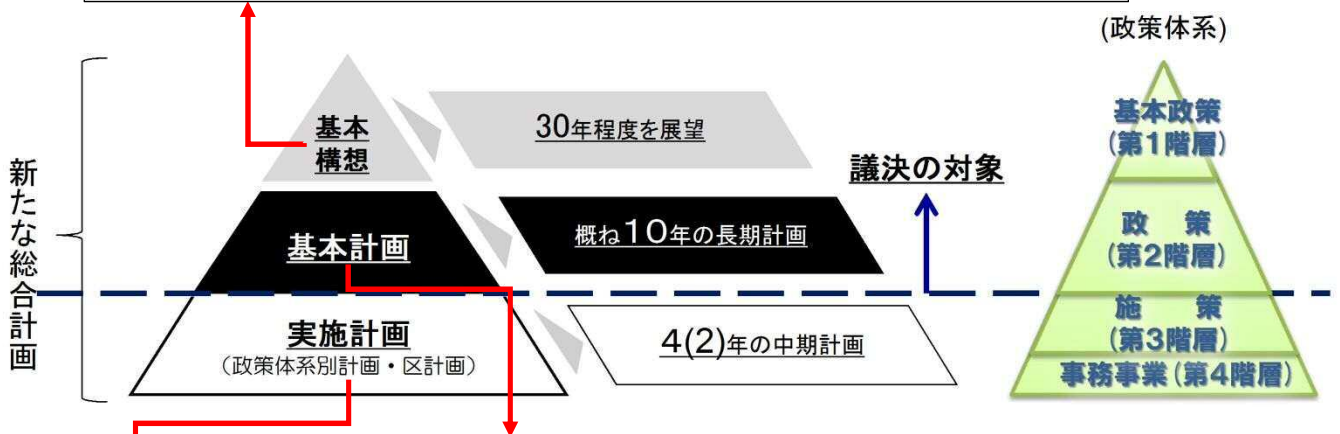 (政策体系)
新たな総合計画
基本
構想
30年程度を展望
議決の対象
基本計画
概ね10年の長期計画
実施計画
(政策体系別計画・区計画)
4(2)年の中期計画
基本政策
(第1階層)
政 策
(第2階層)
施 策
(第3階層)
事務事業(第4階層)